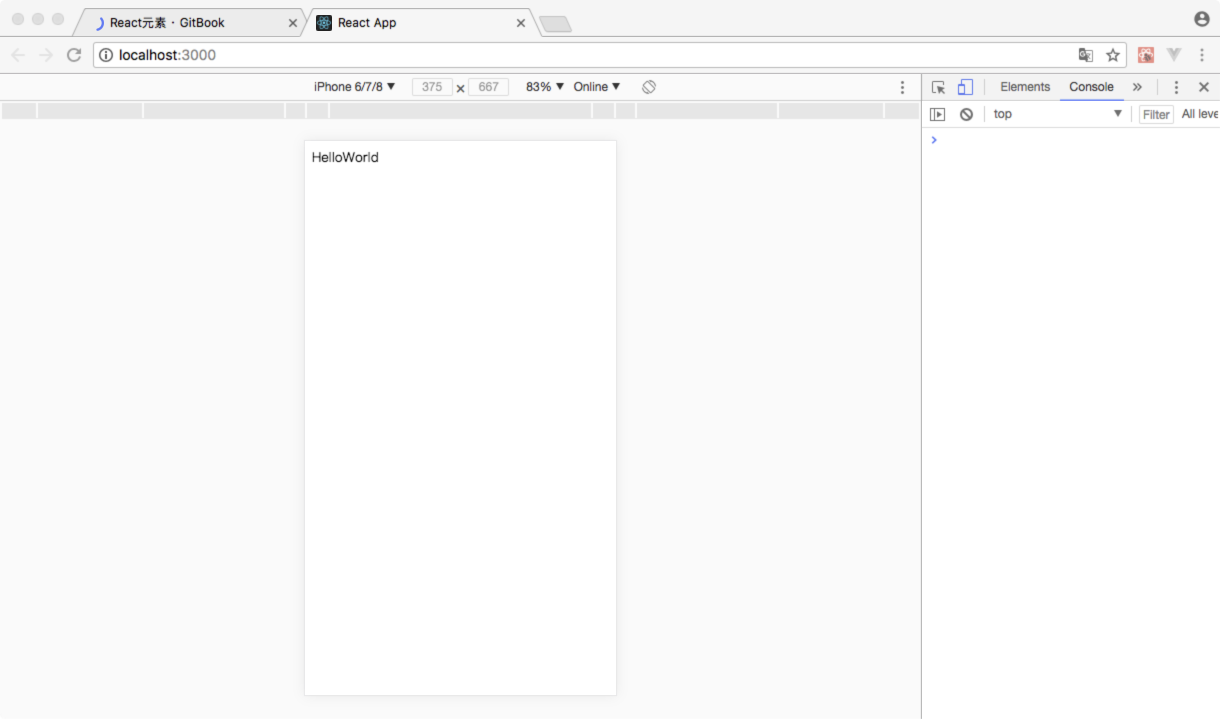 React元素 · GitBook
React App
localhost:3000
iPhone 6/7/8 375 × 667 83% Online
Elements Console
top Filter All leve
HelloWorld